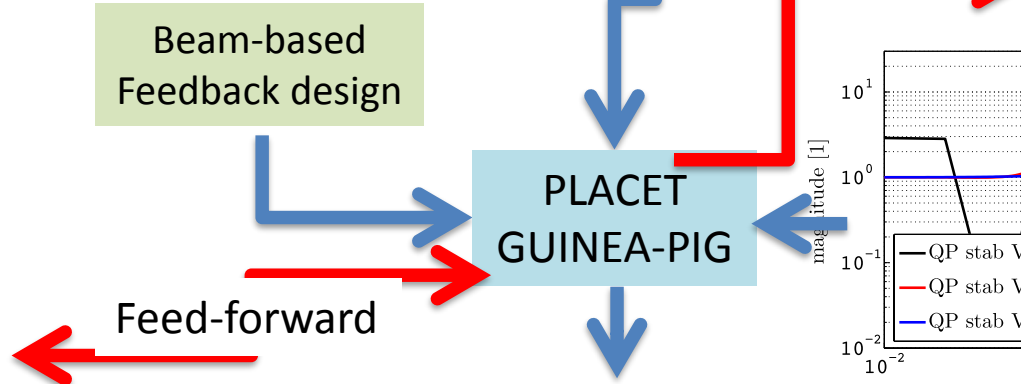 Beam-based
Feedback design
PLACET
GUINEA-PIG
Feed-forward
10^1
10^0
10^-1
10^-2
10^-2
[1]
QP stab V
QP stab V
QP stab V